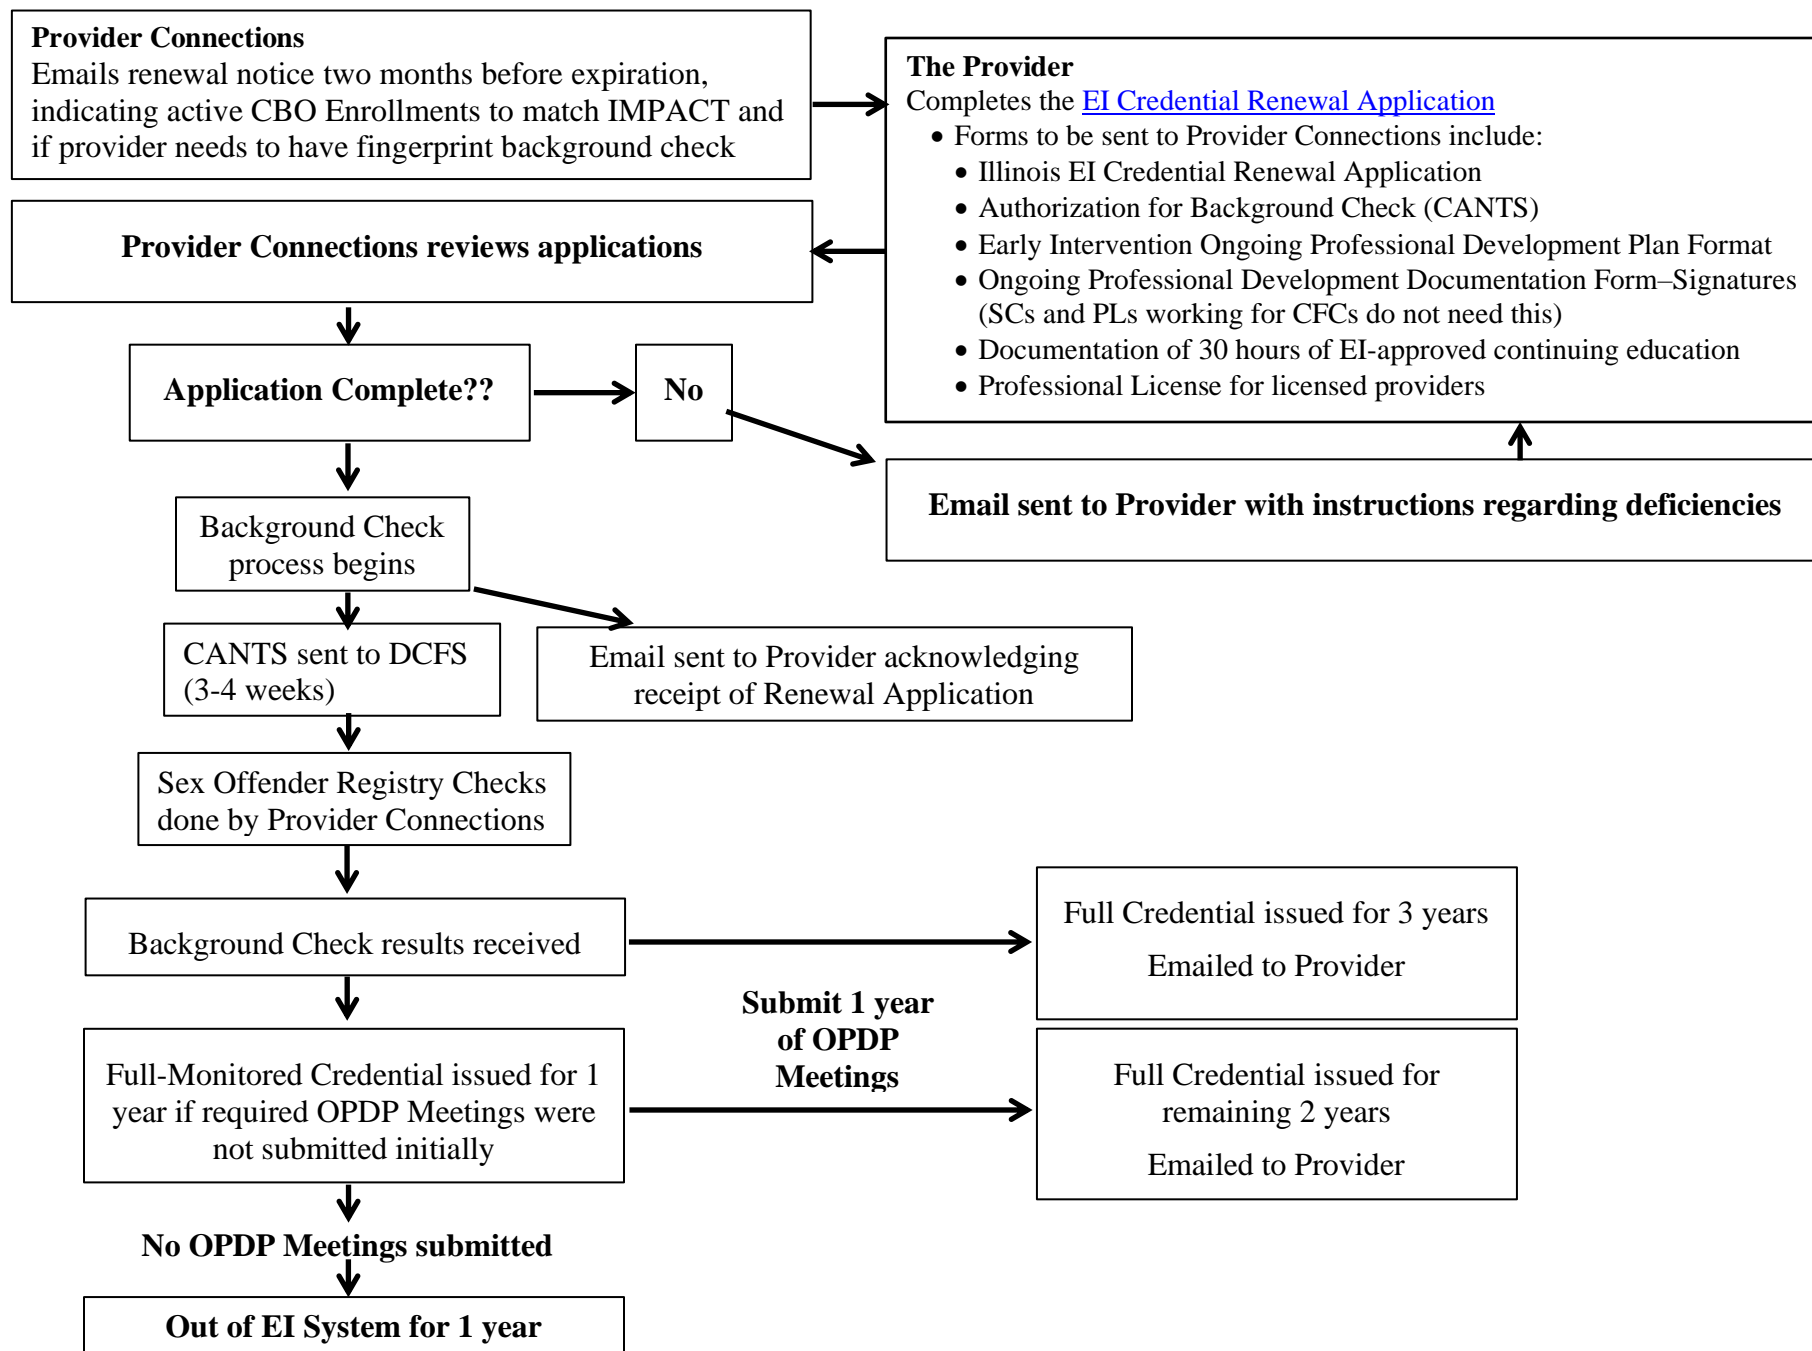 Provider Connections
Emails renewal notice two months before expiration,
indicating active CBO Enrollments to match IMPACT and
if provider needs to have fingerprint background check
The Provider
Completes the EI Credential Renewal Application
• Forms to be sent to Provider Connections include:
• Illinois EI Credential Renewal Application
• Authorization for Background Check (CANTS)
• Early Intervention Ongoing Professional Development Plan Format
• Ongoing Professional Development Documentation Form–Signatures
(SCs and PLs working for CFCs do not need this)
• Documentation of 30 hours of EI-approved continuing education
• Professional License for licensed providers
Provider Connections reviews applications
Application Complete??
No
Email sent to Provider with instructions regarding deficiencies
Background Check
process begins
CANTS sent to DCFS
(3-4 weeks)
Email sent to Provider acknowledging
receipt of Renewal Application
Sex Offender Registry Checks
done by Provider Connections
Background Check results received
Full Credential issued for 3 years
Emailed to Provider
Submit 1 year
of OPDP
Meetings
Full-Monitored Credential issued for 1
year if required OPDP Meetings were
not submitted initially
Full Credential issued for
remaining 2 years
Emailed to Provider
No OPDP Meetings submitted
Out of EI System for 1 year